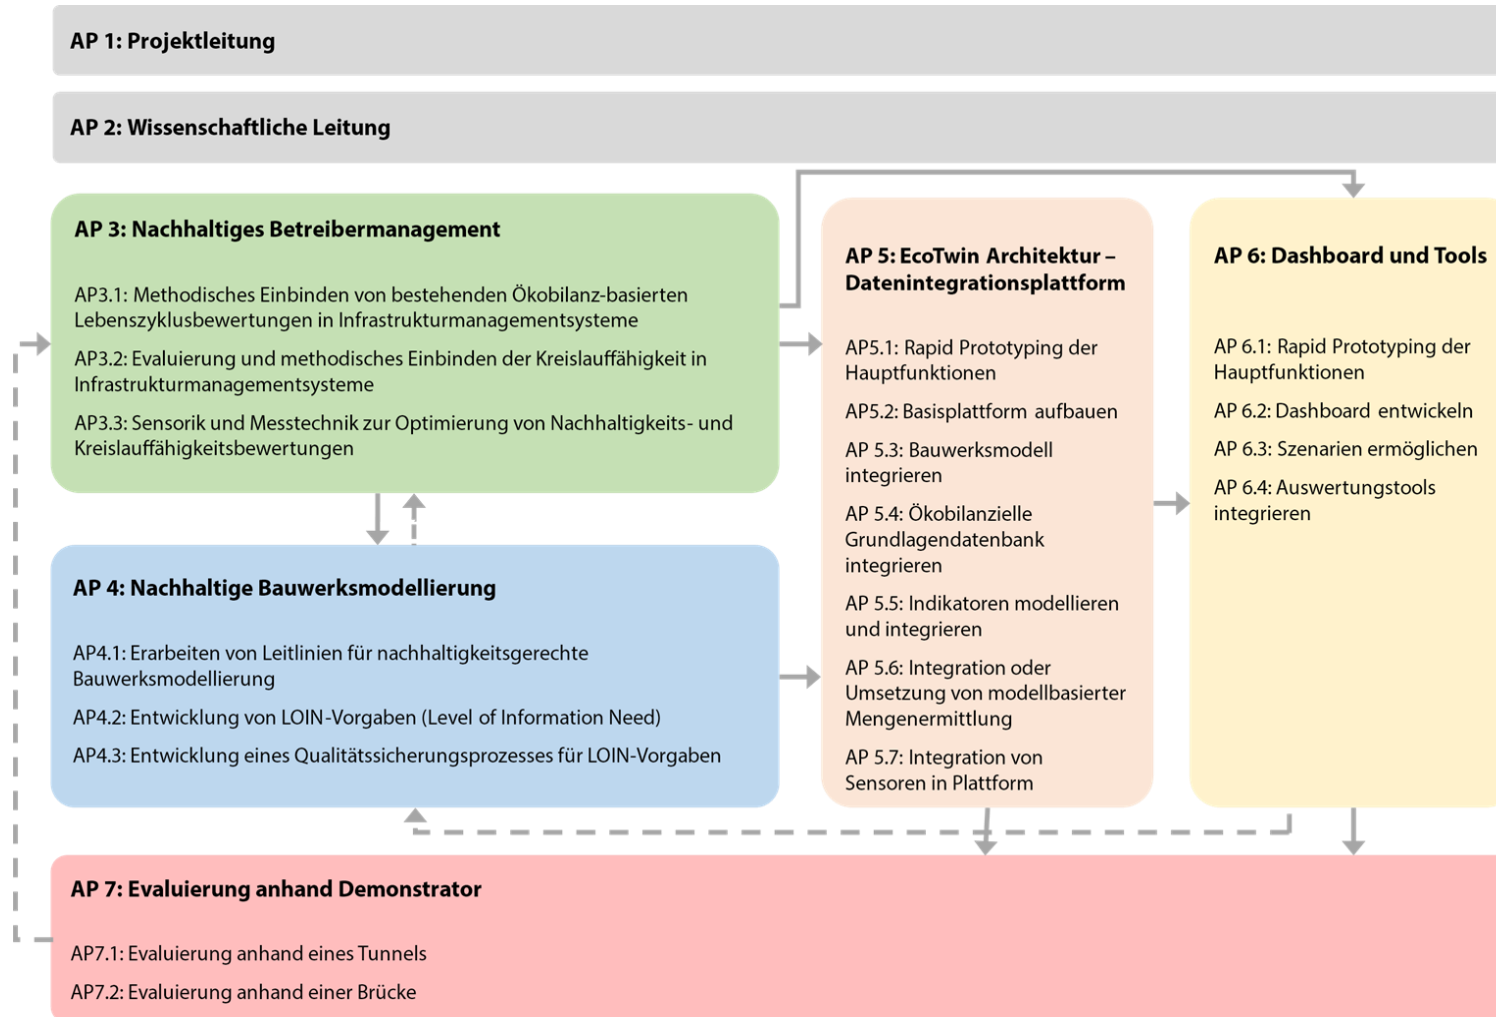 AP 1: Projektleitung
AP 2: Wissenschaftliche Leitung
AP 3: Nachhaltiges Betreibermanagement
AP3.1: Methodisches Einbinden von bestehenden Ökobilanz-basierten
Lebenszyklusbewertungen in Infrastrukturmanagementsysteme
AP3.2: Evaluierung und methodisches Einbinden der Kreislauffähigkeit in
Infrastrukturmanagementsysteme
AP3.3: Sensorik und Messtechnik zur Optimierung von Nachhaltigkeits- und
Kreislauffähigkeitsbewertungen
AP 4: Nachhaltige Bauwerksmodellierung
AP4.1: Erarbeiten von Leitlinien für nachhaltigkeitsgerechte
Bauwerksmodellierung
AP4.2: Entwicklung von LOIN-Vorgaben (Level of Information Need)
AP4.3: Entwicklung eines Qualitätssicherungsprozesses für LOIN-Vorgaben
AP 5: EcoTwin Architektur –
Datenintegrationsplattform
AP5.1: Rapid Prototyping der
Hauptfunktionen
AP5.2: Basisplattform aufbauen
AP 5.3: Bauwerksmodell
integrieren
AP 5.4: Ökobilanzielle
Grundlagendatenbank
integrieren
AP 5.5: Indikatoren modellieren
und integrieren
AP 5.6: Integration oder
Umsetzung von modellbasierter
Mengenermittlung
AP 5.7: Integration von
Sensoren in Plattform
AP 6: Dashboard und Tools
AP 6.1: Rapid Prototyping der
Hauptfunktionen
AP 6.2: Dashboard entwickeln
AP 6.3: Szenarien ermöglichen
AP 6.4: Auswertungstools
integrieren
AP 7: Evaluierung anhand Demonstrator
AP7.1: Evaluierung anhand eines Tunnels
AP7.2: Evaluierung anhand einer Brücke